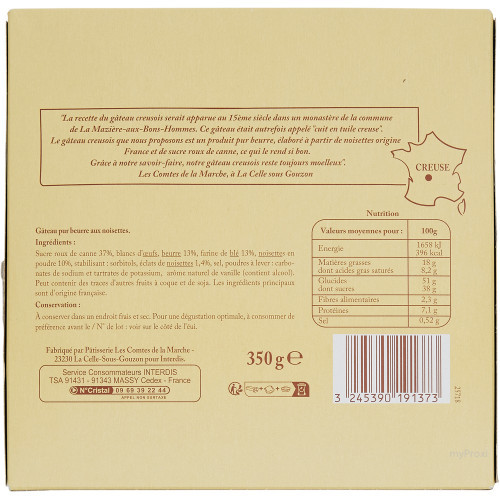 "La recette du gâteau creusois serait apparue au 15ème siècle dans un monastère de la commune
de La Mazière-aux-Bons-Hommes. Ce gâteau était autrefois appelé "cuit en tuile creuse".
Le gâteau creusois que nous proposons est un produit pur beurre, élaboré à partir de noisettes origine
France et de sucre roux de canne, ce qui le rend si bon.
Grâce à notre savoir-faire, notre gâteau creusois reste toujours moelleux".
Les Comtes de la Marche, à La Celle sous Gouzon
CREUSE
Gâteau pur beurre aux noisettes.
Ingrédients :
Sucre roux de canne 37%, blancs d'œufs, beurre 13%, farine de blé 13%, noisettes en
poudre 10%, stabilisant : sorbitols, éclats de noisettes 1,4%, sel, poudres à lever : carbo-
nates de sodium et tartrates de potassium, arôme naturel de vanille (contient alcool).
Peut contenir des traces d'autres fruits à coque et de soja. Les ingrédients principaux
sont d'origine française.
Conservation :
À conserver dans un endroit frais et sec. Pour une dégustation optimale, à consommer de
préférence avant le / N° de lot : voir sur le côté de l'étui.
Nutrition
Valeurs moyennes pour : 100g
Energie 1658 kJ
396 kcal
Matières grasses 18 g
dont acides gras saturés 8,2 g
Glucides 51 g
dont sucres 38 g
Fibres alimentaires 2,3 g
Protéines 7,1 g
Sel 0,52 g
Fabriqué par Pâtisserie Les Comtes de la Marche -
23230 La Celle-Sous-Gouzon pour Interdis.
Service Consommateurs INTERDIS
TSA 91431 - 91343 MASSY Cedex - France
N°Cristal 09 69 39 22 44
APPEL NON SURTAXÉ
350 g e
3 245390 191373